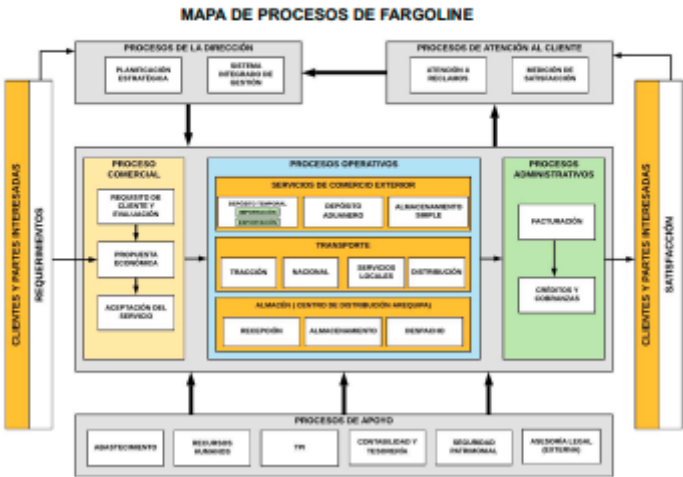 MAPA DE PROCESOS DE FARGOLINE
PROCESOS DE LA DIRECCIÓN
PLANIFICACIÓN
ESTRATÉGICA
SISTEMA
INTEGRADO DE
GESTIÓN
PROCESOS DE ATENCIÓN AL CLIENTE
ATENCIÓN A
RECLAMOS
MEDICIÓN DE
SATISFACCIÓN
CLIENTES Y PARTES INTERESADAS
REQUERIMIENTOS
PROCESO
COMERCIAL
REQUISITO DE
CLIENTE Y
EVALUACIÓN
PROPUESTA
ECONÓMICA
ACEPTACIÓN DEL
SERVICIO
PROCESOS OPERATIVOS
SERVICIOS DE COMERCIO EXTERIOR
DEPÓSITO TEMPORAL
IMPORTACIÓN
EXPORTACIÓN
DEPÓSITO
ADUANERO
ALMACENAMIENTO
SIMPLE
TRANSPORTE
TRACCIÓN
NACIONAL
SERVICIOS
LOCALES
DISTRIBUCIÓN
ALMACÉN ( CENTRO DE DISTRIBUCIÓN AREQUIPA)
RECEPCIÓN
ALMACENAMIENTO
DESPACHO
PROCESOS
ADMINISTRATIVOS
FACTURACIÓN
CRÉDITOS Y
COBRANZAS
SATISFACCIÓN
CLIENTES Y PARTES INTERESADAS
PROCESOS DE APOYO
ABASTECIMIENTO
RECURSOS
HUMANOS
TPI
CONTABILIDAD Y
TESORERÍA
SEGURIDAD
PATRIMONIAL
ASESORÍA LEGAL
(EXTERNA)